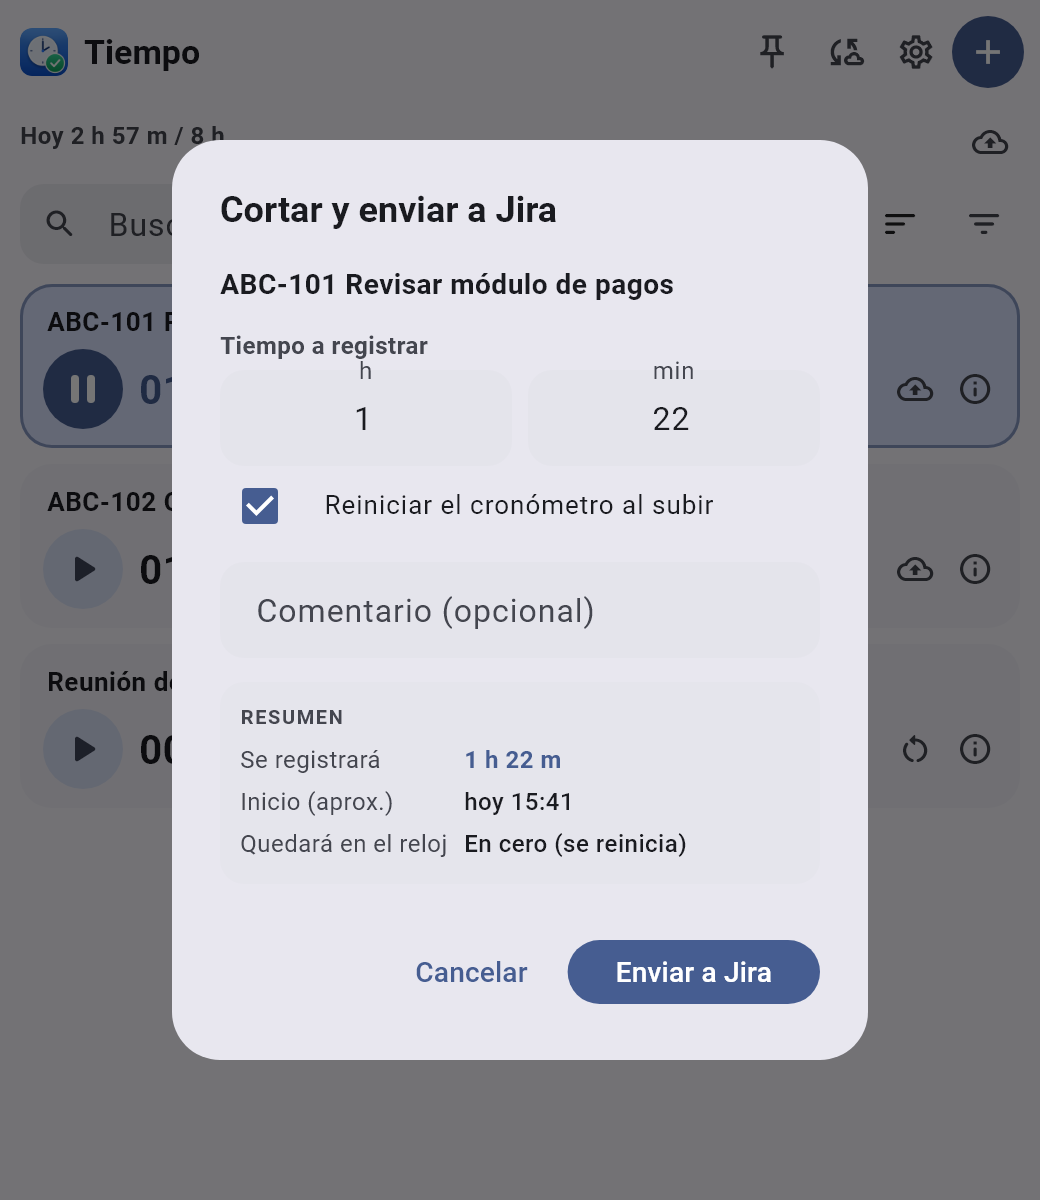 Tiempo
Hoy 2 h 57 m / 8 h
Cortar y enviar a Jira
ABC-101 Revisar módulo de pagos
Tiempo a registrar
h
min
1
22
Reiniciar el cronómetro al subir
Comentario (opcional)
RESUMEN
Se registrará 1 h 22 m
Inicio (aprox.) hoy 15:41
Quedará en el reloj En cero (se reinicia)
Cancelar
Enviar a Jira
ABC-101
ABC-102
Reunión